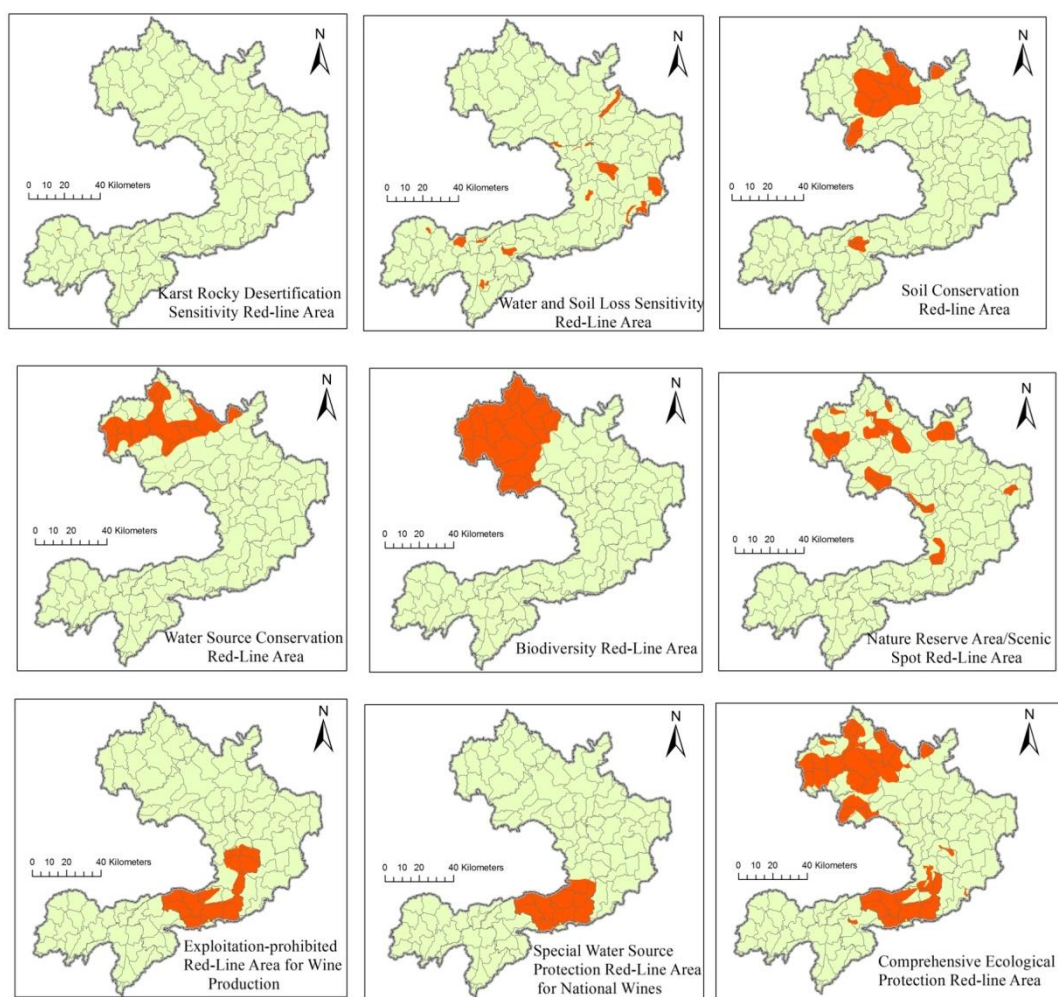 N
0 10 20 40 Kilometers
Karst Rocky Desertification
Sensitivity Red-line Area
N
0 10 20 40 Kilometers
Water and Soil Loss Sensitivity
Red-Line Area
N
0 10 20 40 Kilometers
Soil Conservation
Red-line Area
N
0 10 20 40 Kilometers
Water Source Conservation
Red-Line Area
N
0 10 20 40 Kilometers
Biodiversity Red-Line Area
N
0 10 20 40 Kilometers
Nature Reserve Area/Scenic
Spot Red-Line Area
N
0 10 20 40 Kilometers
Exploitation-prohibited
Red-Line Area for Wine
Production
N
0 10 20 40 Kilometers
Special Water Source
Protection Red-Line Area
for National Wines
N
0 10 20 40 Kilometers
Comprehensive Ecological
Protection Red-line Area